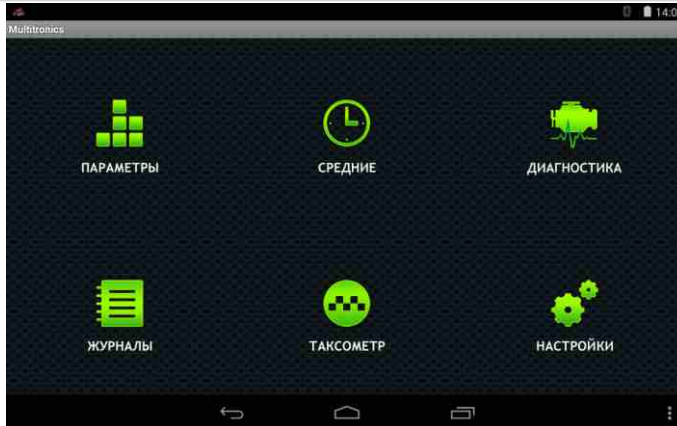 Multitronics
ПАРАМЕТРЫ
СРЕДНИЕ
ДИАГНОСТИКА
ЖУРНАЛЫ
ТАКСОМЕТР
НАСТРОЙКИ